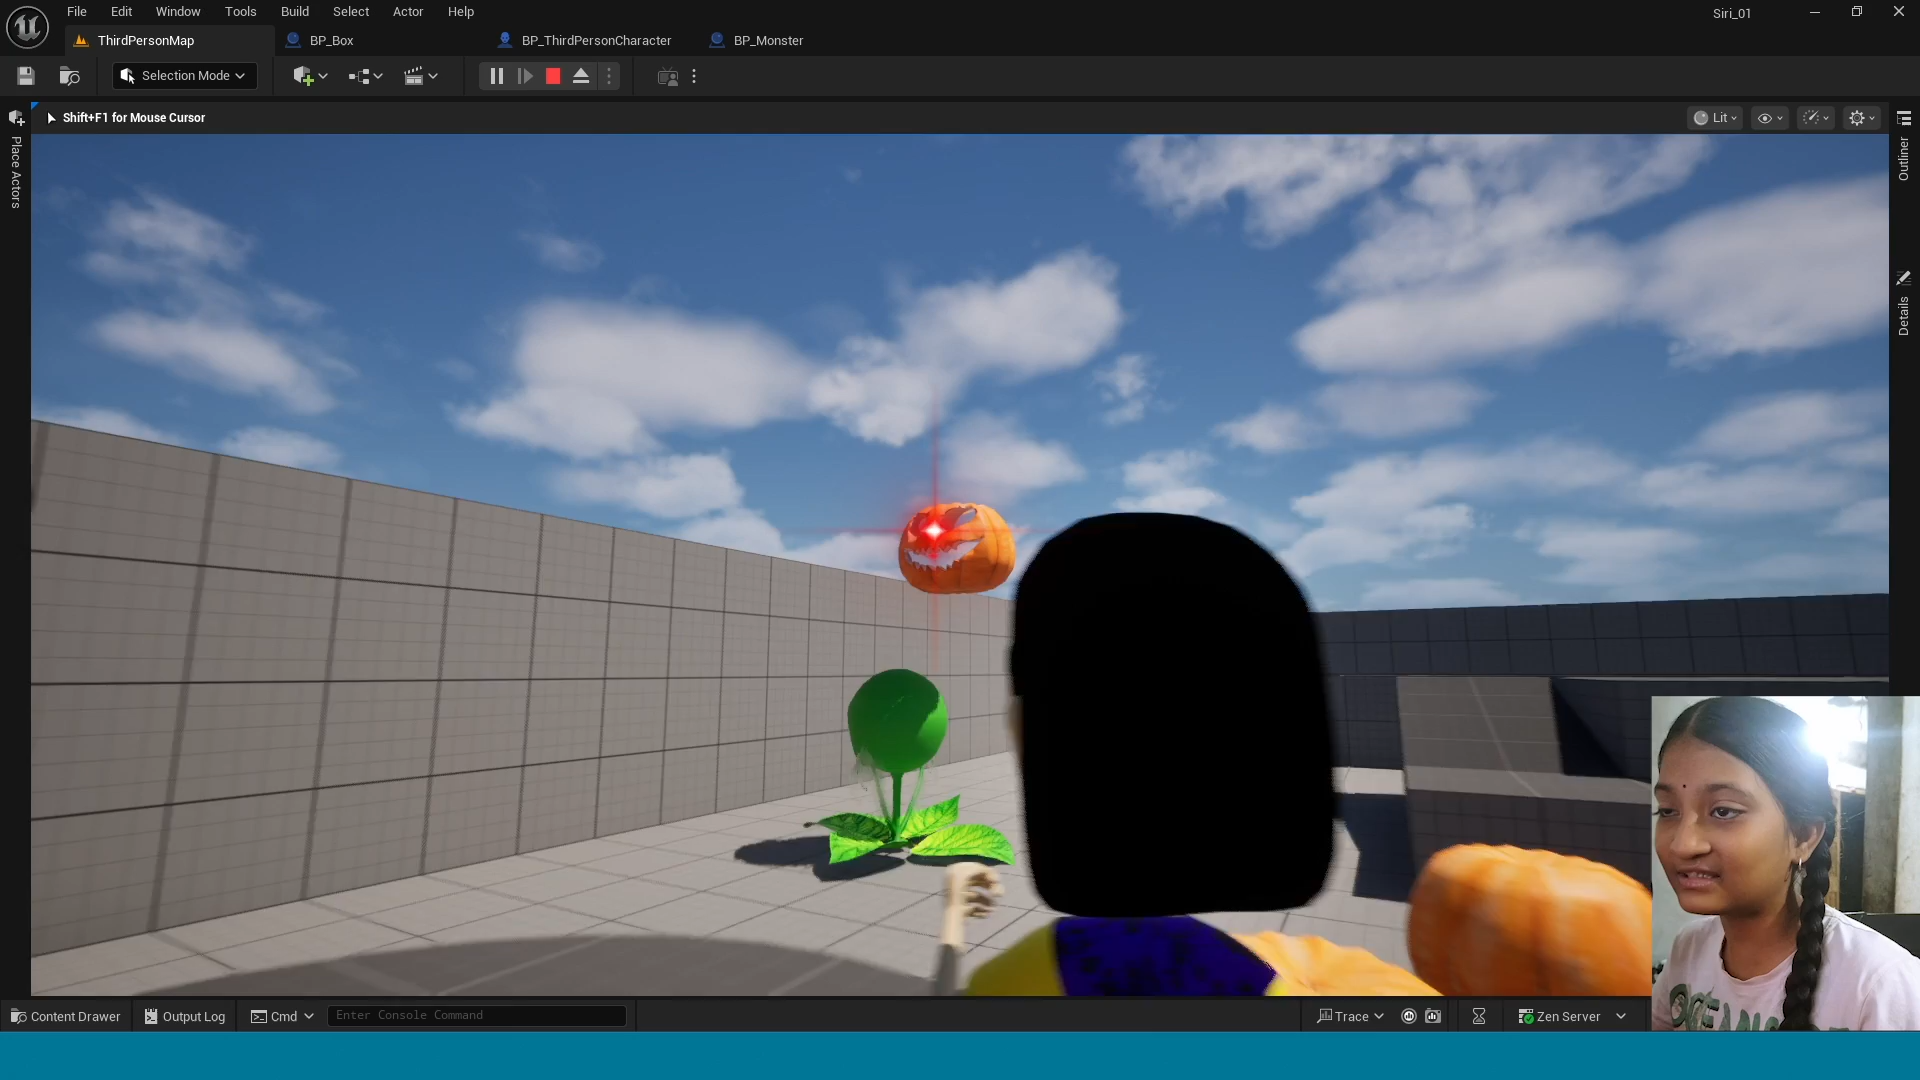 File Edit Window Tools Build Select Actor Help
Siri_01
ThirdPersonMap BP_Box BP_ThirdPersonCharacter BP_Monster
Selection Mode
Shift+F1 for Mouse Cursor
Lit
Place Actors
Outliner
Details
Content Drawer Output Log Cmd Enter Console Command
Trace Zen Server